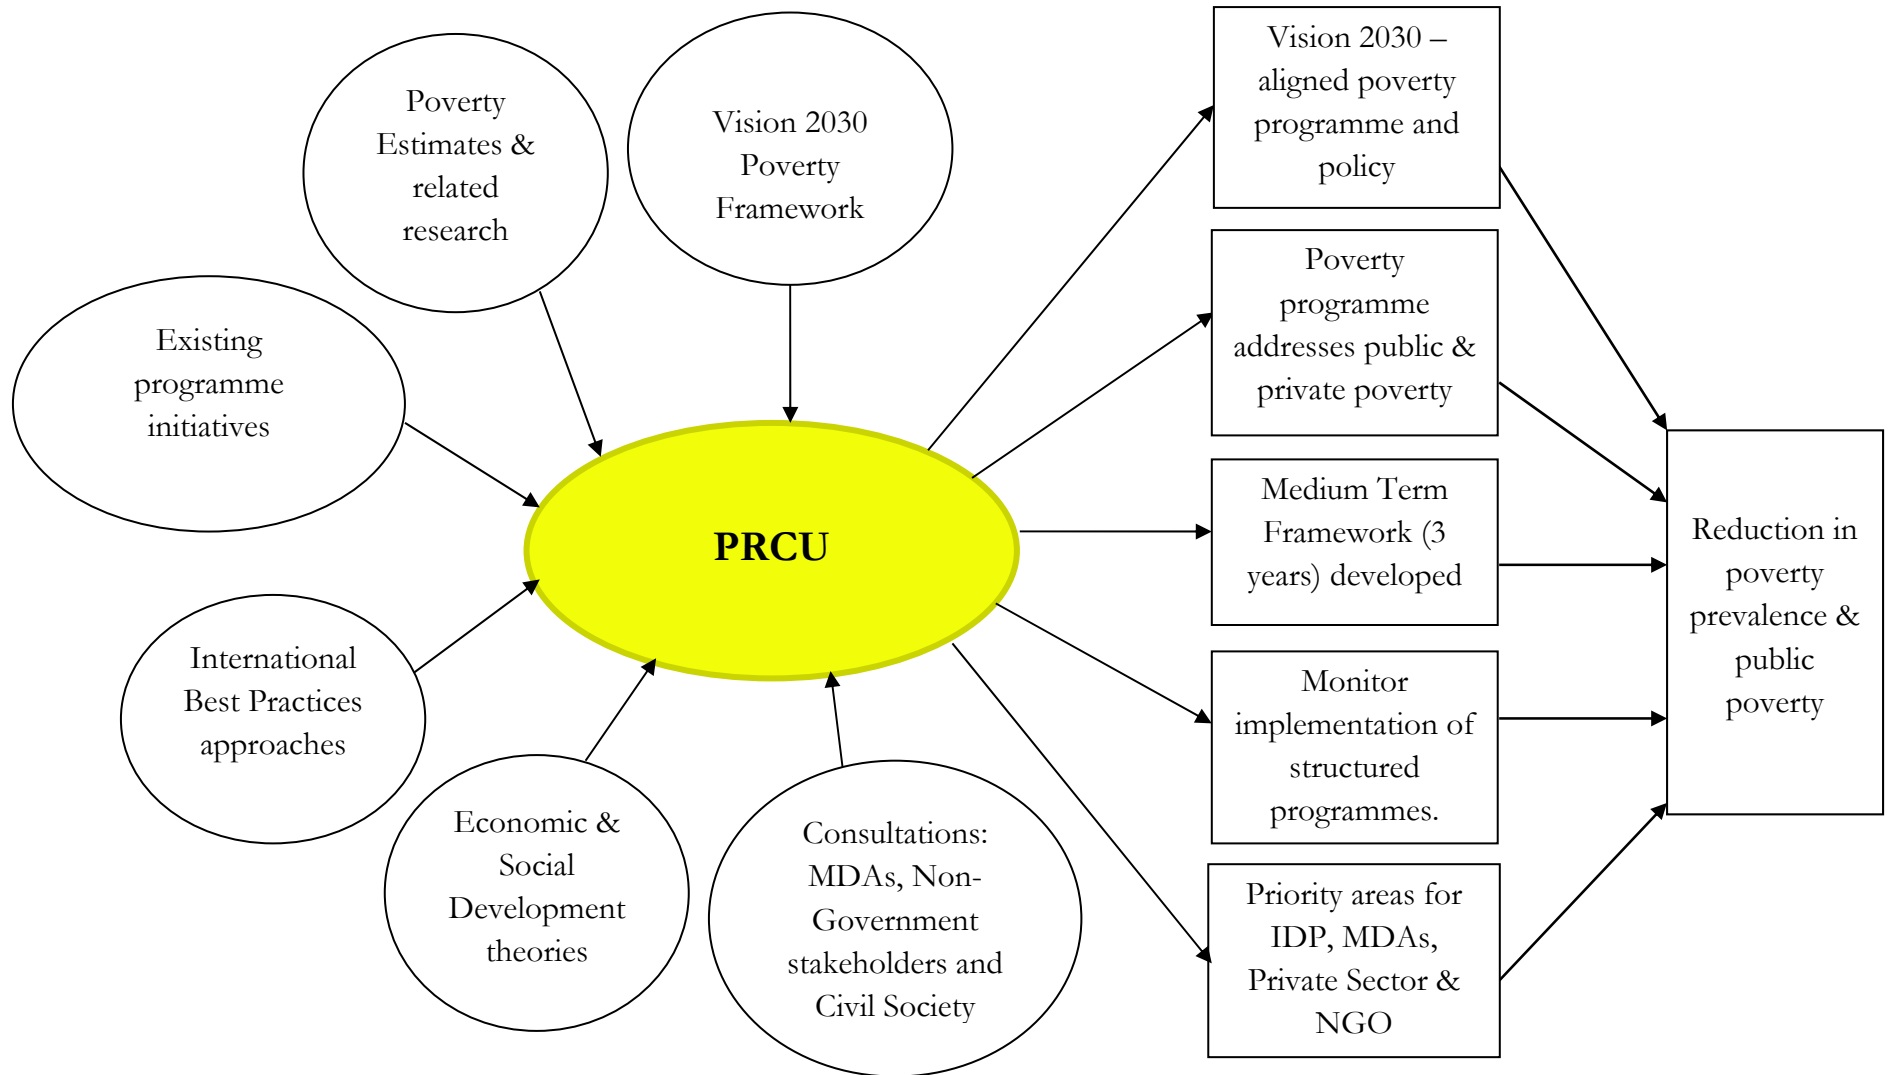 Poverty
Estimates &
related
research
Vision 2030
Poverty
Framework
Existing
programme
initiatives
International
Best Practices
approaches
Economic &
Social
Development
theories
Consultations:
MDAs, Non-
Government
stakeholders and
Civil Society
PRCU
Vision 2030 –
aligned poverty
programme and
policy
Poverty
programme
addresses public &
private poverty
Medium Term
Framework (3
years) developed
Monitor
implementation of
structured
programmes.
Priority areas for
IDP, MDAs,
Private Sector &
NGO
Reduction in
poverty
prevalence &
public
poverty